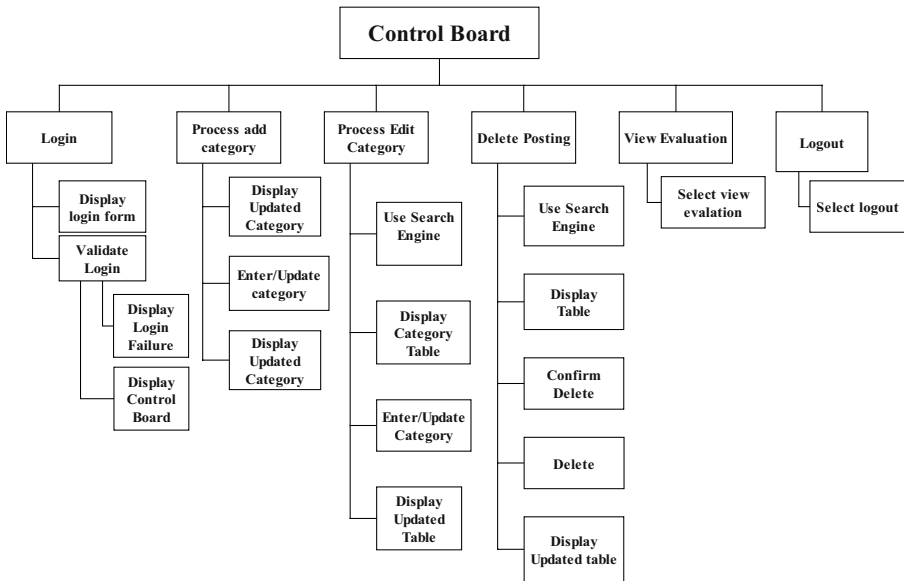 Control Board
Login
Process add
category
Process Edit
Category
Delete Posting
View Evaluation
Logout
Display
login form
Validate
Login
Display
Login
Failure
Display
Control
Board
Display
Updated
Category
Enter/Update
category
Display
Updated
Category
Use Search
Engine
Display
Category
Table
Enter/Update
Category
Display
Updated
Table
Use Search
Engine
Display
Table
Confirm
Delete
Delete
Display
Updated table
Select view
evalation
Select logout